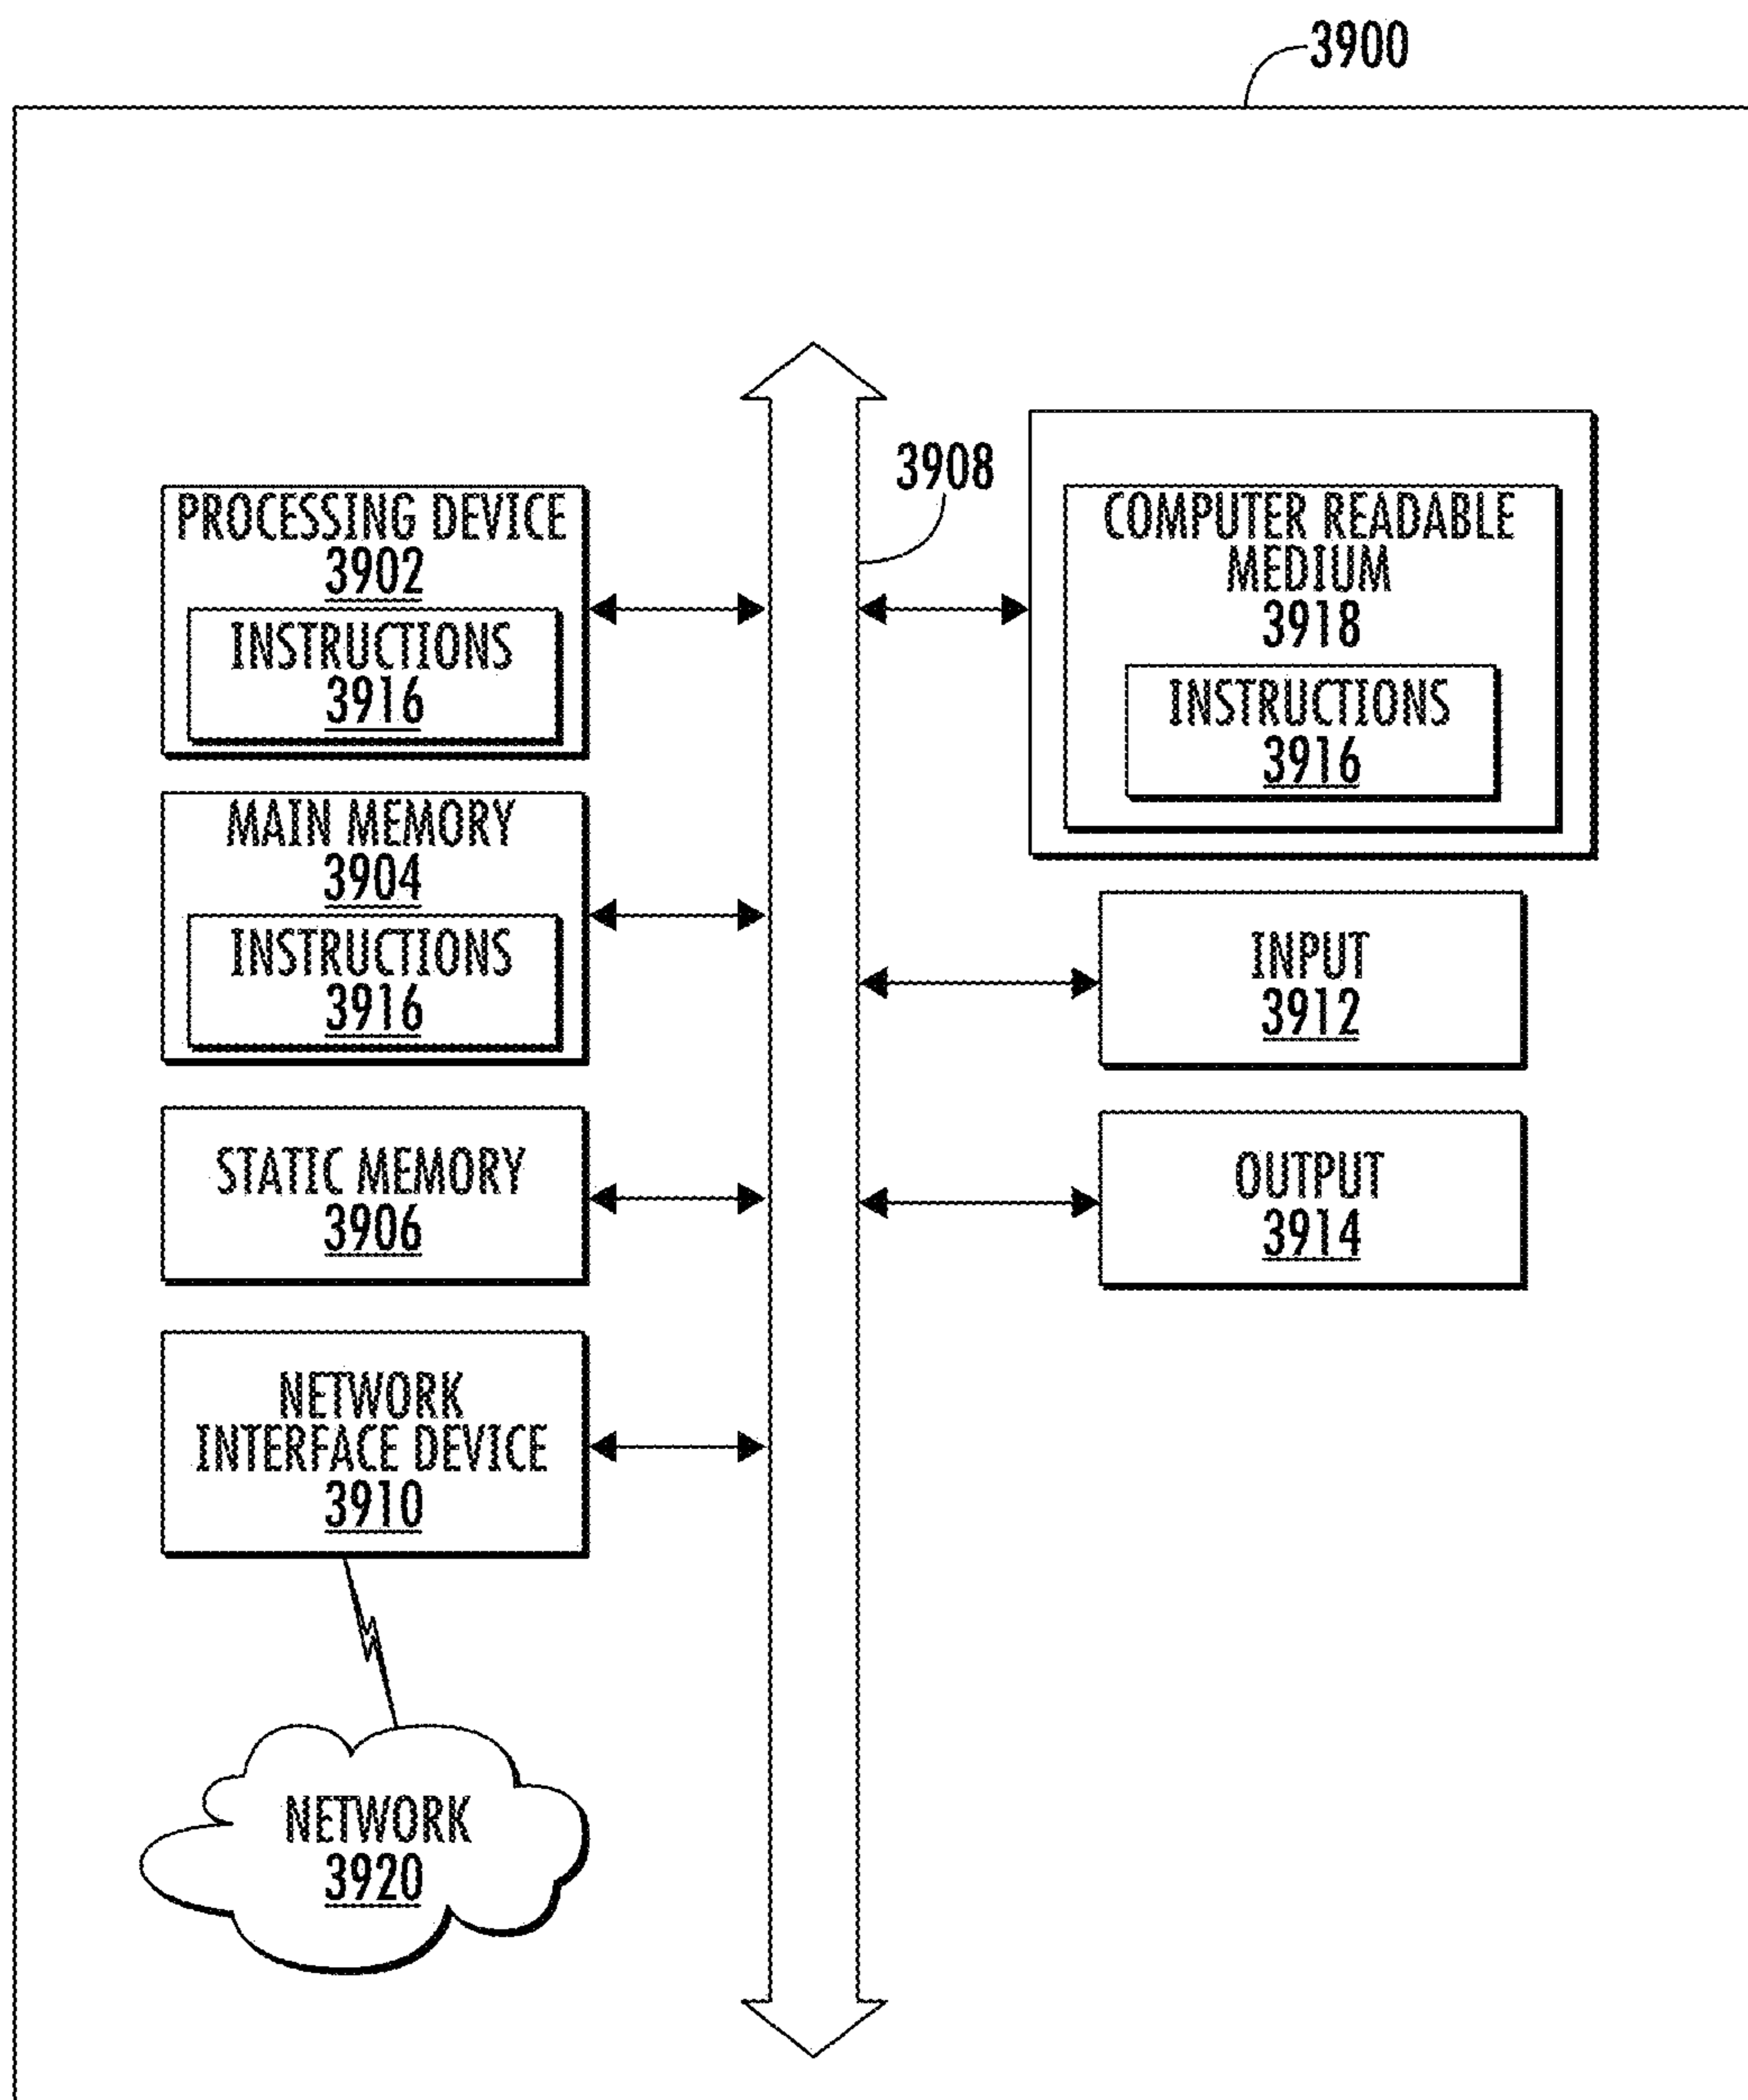 3900
PROCESSING DEVICE
3902
INSTRUCTIONS
3916
MAIN MEMORY
3904
INSTRUCTIONS
3916
STATIC MEMORY
3906
NETWORK
INTERFACE DEVICE
3910
NETWORK
3920
3908
COMPUTER READABLE
MEDIUM
3918
INSTRUCTIONS
3916
INPUT
3912
OUTPUT
3914